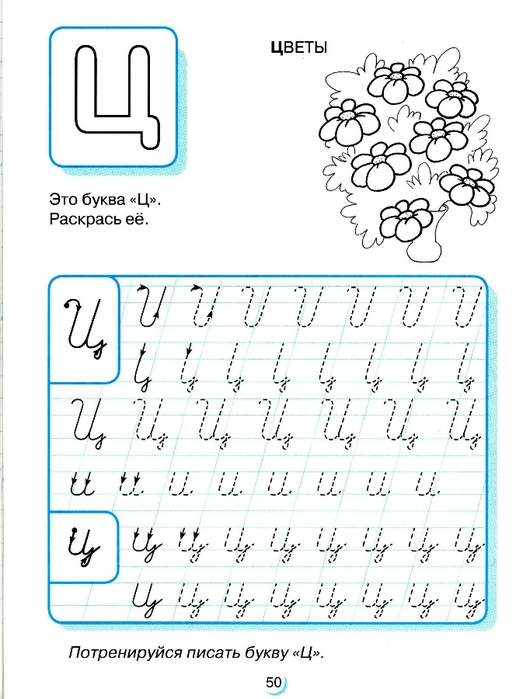 Ц
ЦВЕТЫ
Это буква «Ц».
Раскрась её.
Ц
Ц Ц Ц Ц Ц Ц Ц
и и и и и и и
ц
ц ц ц ц ц ц ц ц
ц ц ц ц ц ц ц ц
Потренируйся писать букву «Ц».
50